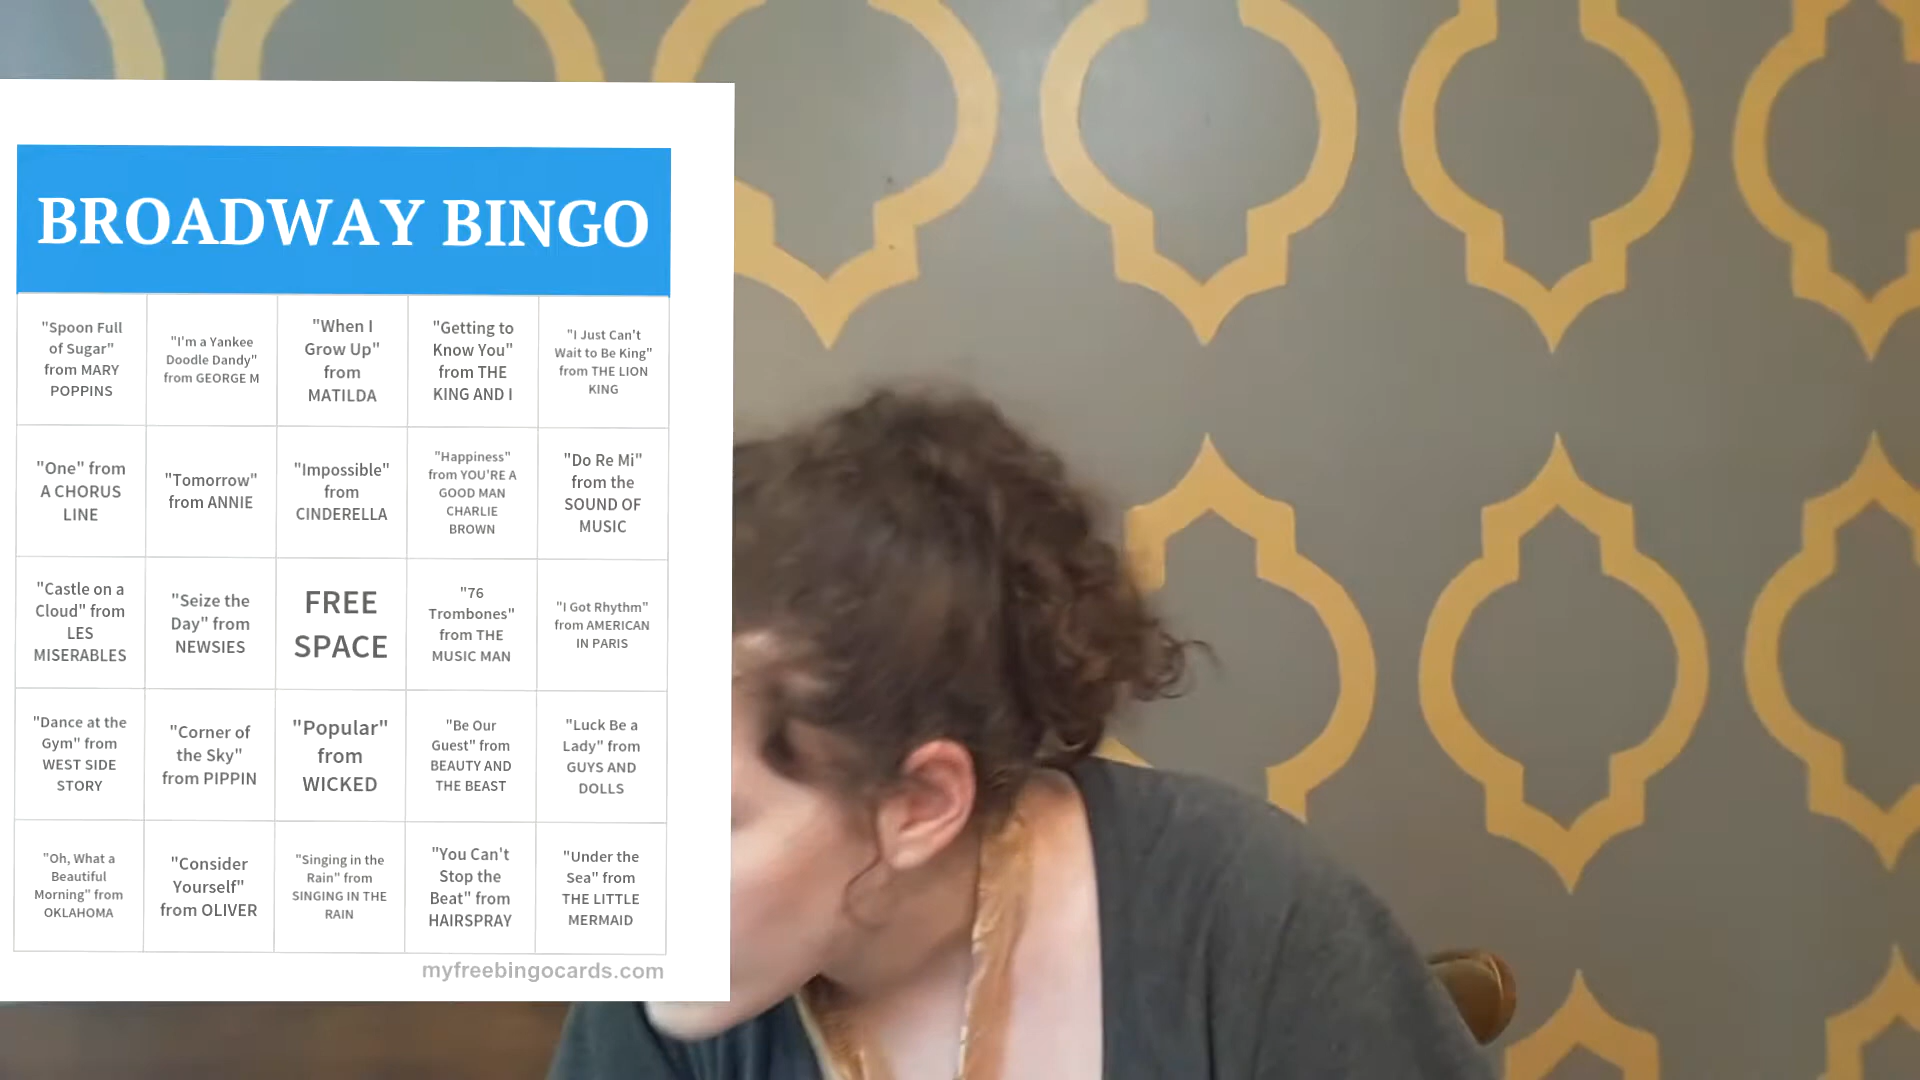 BROADWAY BINGO
"Spoon Full
of Sugar"
from MARY
POPPINS
"I'm a Yankee
Doodle Dandy"
from GEORGE M
"When I
Grow Up"
from
MATILDA
"Getting to
Know You"
from THE
KING AND I
"I Just Can't
Wait to Be King"
from THE LION
KING
"One" from
A CHORUS
LINE
"Tomorrow"
from ANNIE
"Impossible"
from
CINDERELLA
"Happiness"
from YOU'RE A
GOOD MAN
CHARLIE
BROWN
"Do Re Mi"
from the
SOUND OF
MUSIC
"Castle on a
Cloud" from
LES
MISERABLES
"Seize the
Day" from
NEWSIES
FREE
SPACE
"76
Trombones"
from THE
MUSIC MAN
"I Got Rhythm"
from AMERICAN
IN PARIS
"Dance at the
Gym" from
WEST SIDE
STORY
"Corner of
the Sky"
from PIPPIN
"Popular"
from
WICKED
"Be Our
Guest" from
BEAUTY AND
THE BEAST
"Luck Be a
Lady" from
GUYS AND
DOLLS
"Oh, What a
Beautiful
Morning" from
OKLAHOMA
"Consider
Yourself"
from OLIVER
"Singing in the
Rain" from
SINGING IN THE
RAIN
"You Can't
Stop the
Beat" from
HAIRSPRAY
"Under the
Sea" from
THE LITTLE
MERMAID
myfreebingocards.com